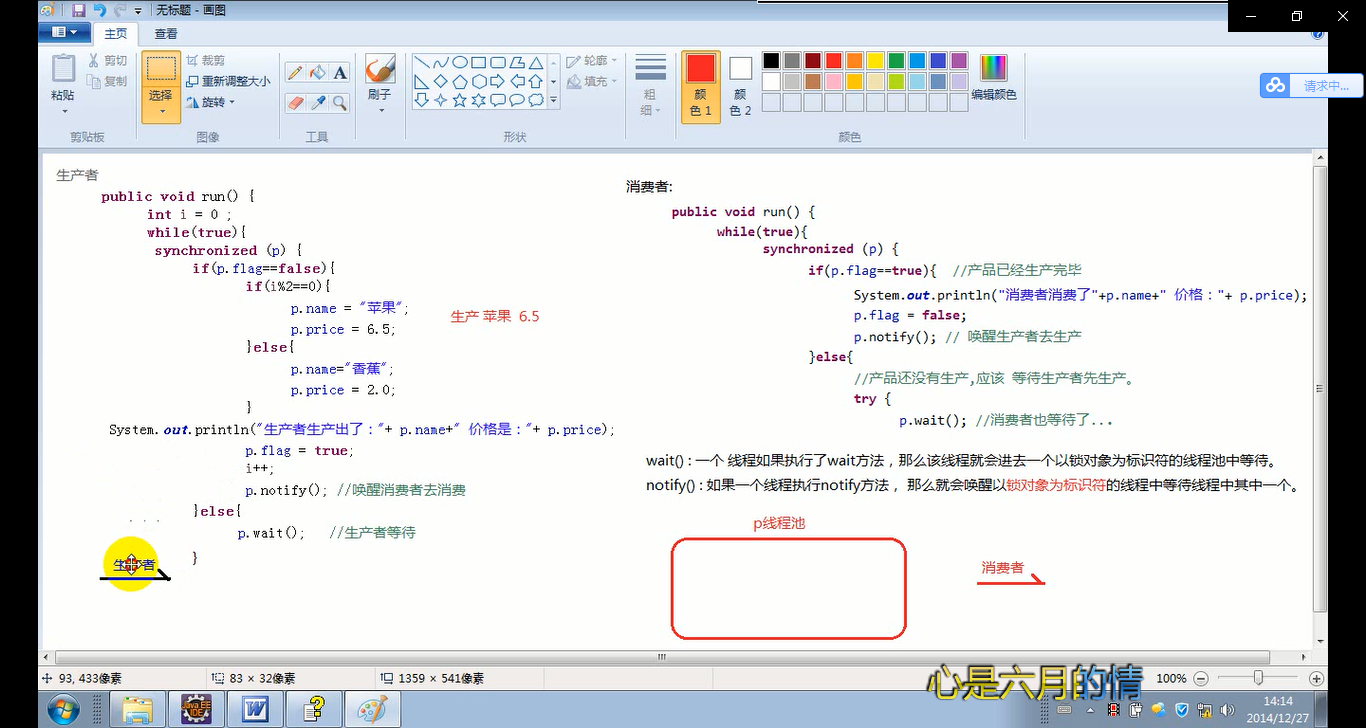 无标题 - 画图
主页
查看
请求中...
粘贴
剪切
复制
剪贴板
选择
裁剪
重新调整大小
旋转
图像
A
工具
刷子
轮廓
填充
形状
粗
细
颜
色 1
颜
色 2
编辑颜色
颜色
生产者
public void run() {
int i = 0 ;
while(true){
synchronized (p) {
if(p.flag==false){
if(i%2==0){
p.name = "苹果";
p.price = 6.5;
}else{
p.name="香蕉";
p.price = 2.0;
}
System.out.println("生产者生产出了："+ p.name+" 价格是："+ p.price);
p.flag = true;
i++;
p.notify(); //唤醒消费者去消费
}else{
p.wait(); //生产者等待
}
生产者
生产 苹果 6.5
消费者:
public void run() {
while(true){
synchronized (p) {
if(p.flag==true){ //产品已经生产完毕
System.out.println("消费者消费了"+p.name+" 价格："+ p.price);
p.flag = false;
p.notify(); // 唤醒生产者去生产
}else{
//产品还没有生产,应该 等待生产者先生产。
try {
p.wait(); //消费者也等待了...
wait() : 一个 线程如果执行了wait方法，那么该线程就会进去一个以锁对象为标识符的线程池中等待。
notify() : 如果一个线程执行notify方法， 那么就会唤醒以锁对象为标识符的线程中等待线程中其中一个。
p线程池
消费者
93, 433像素
83 × 32像素
1359 × 541像素
100%
心是六月的情
Java EE
IDE
W
14:14
2014/12/27